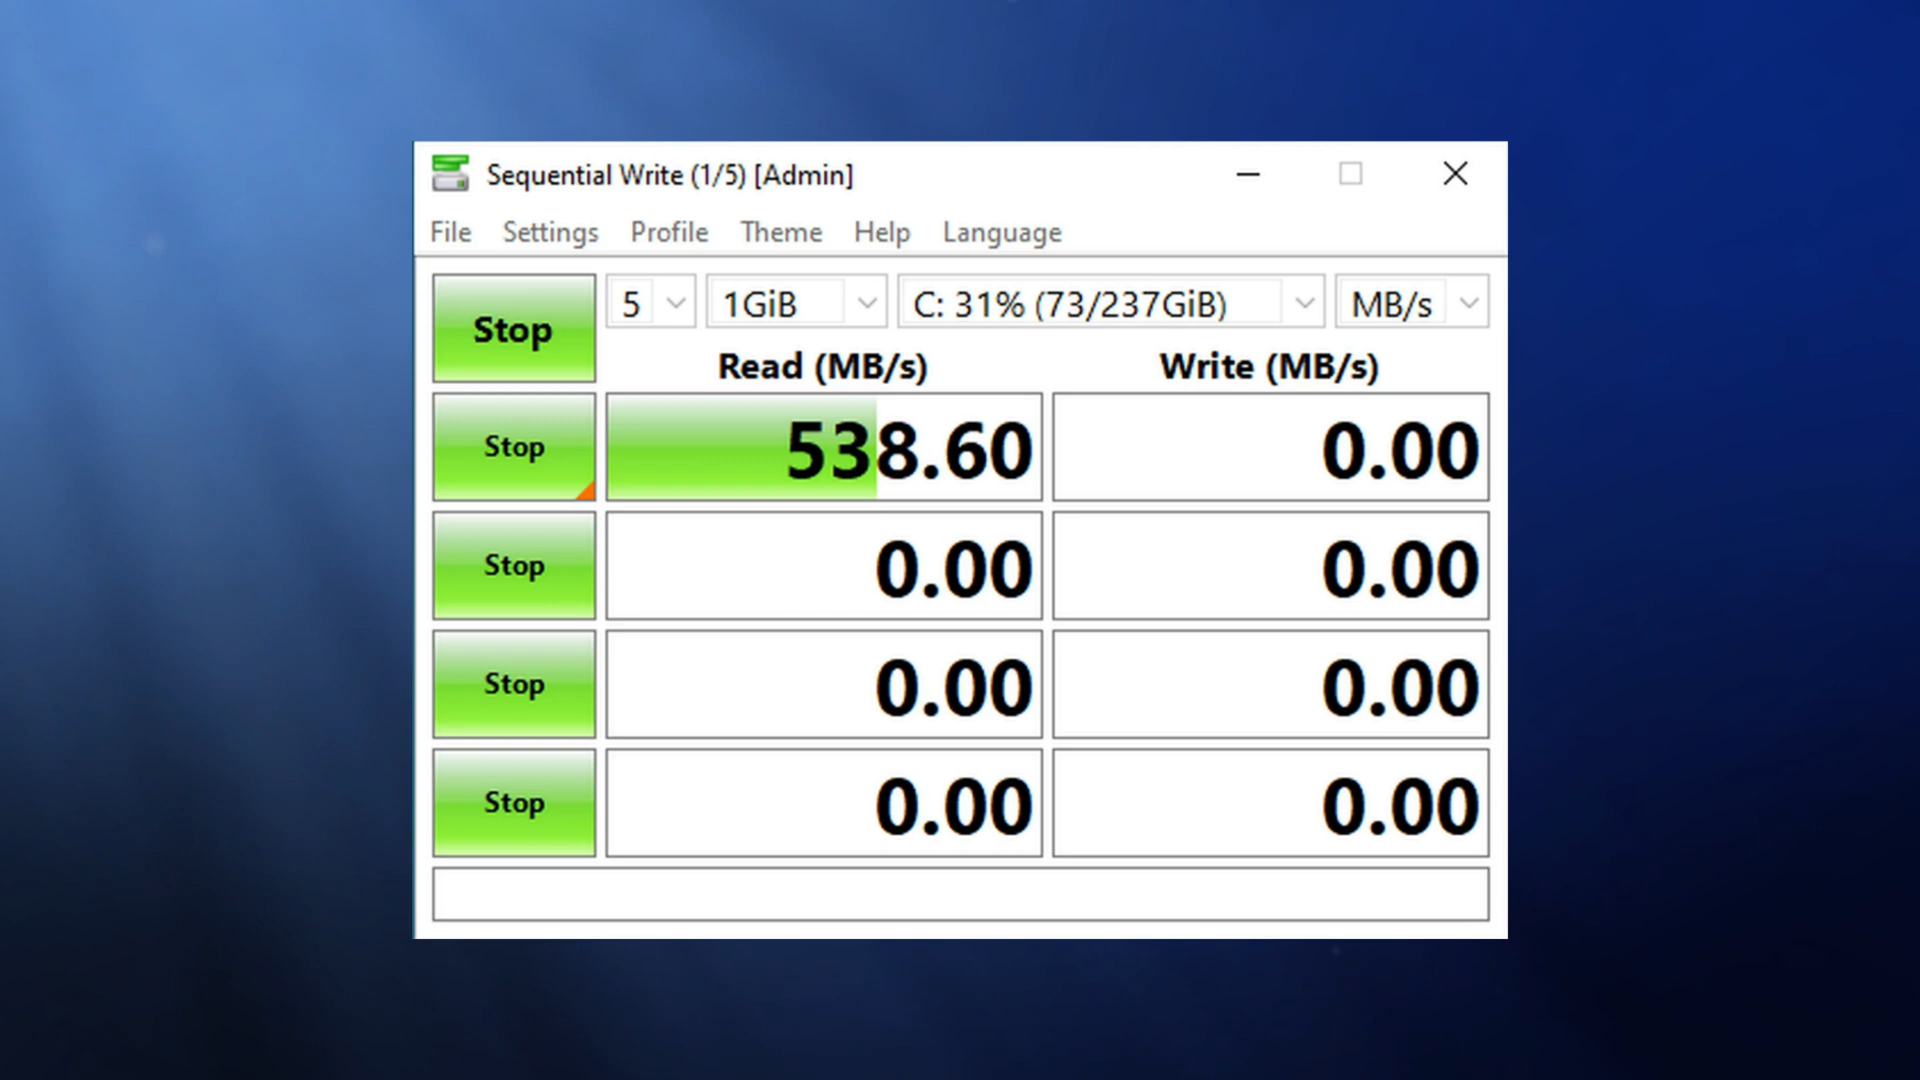 Sequential Write (1/5) [Admin]
File Settings Profile Theme Help Language
Stop 5 1GiB C: 31% (73/237GiB) MB/s
Read (MB/s) Write (MB/s)
Stop 538.60 0.00
Stop 0.00 0.00
Stop 0.00 0.00
Stop 0.00 0.00